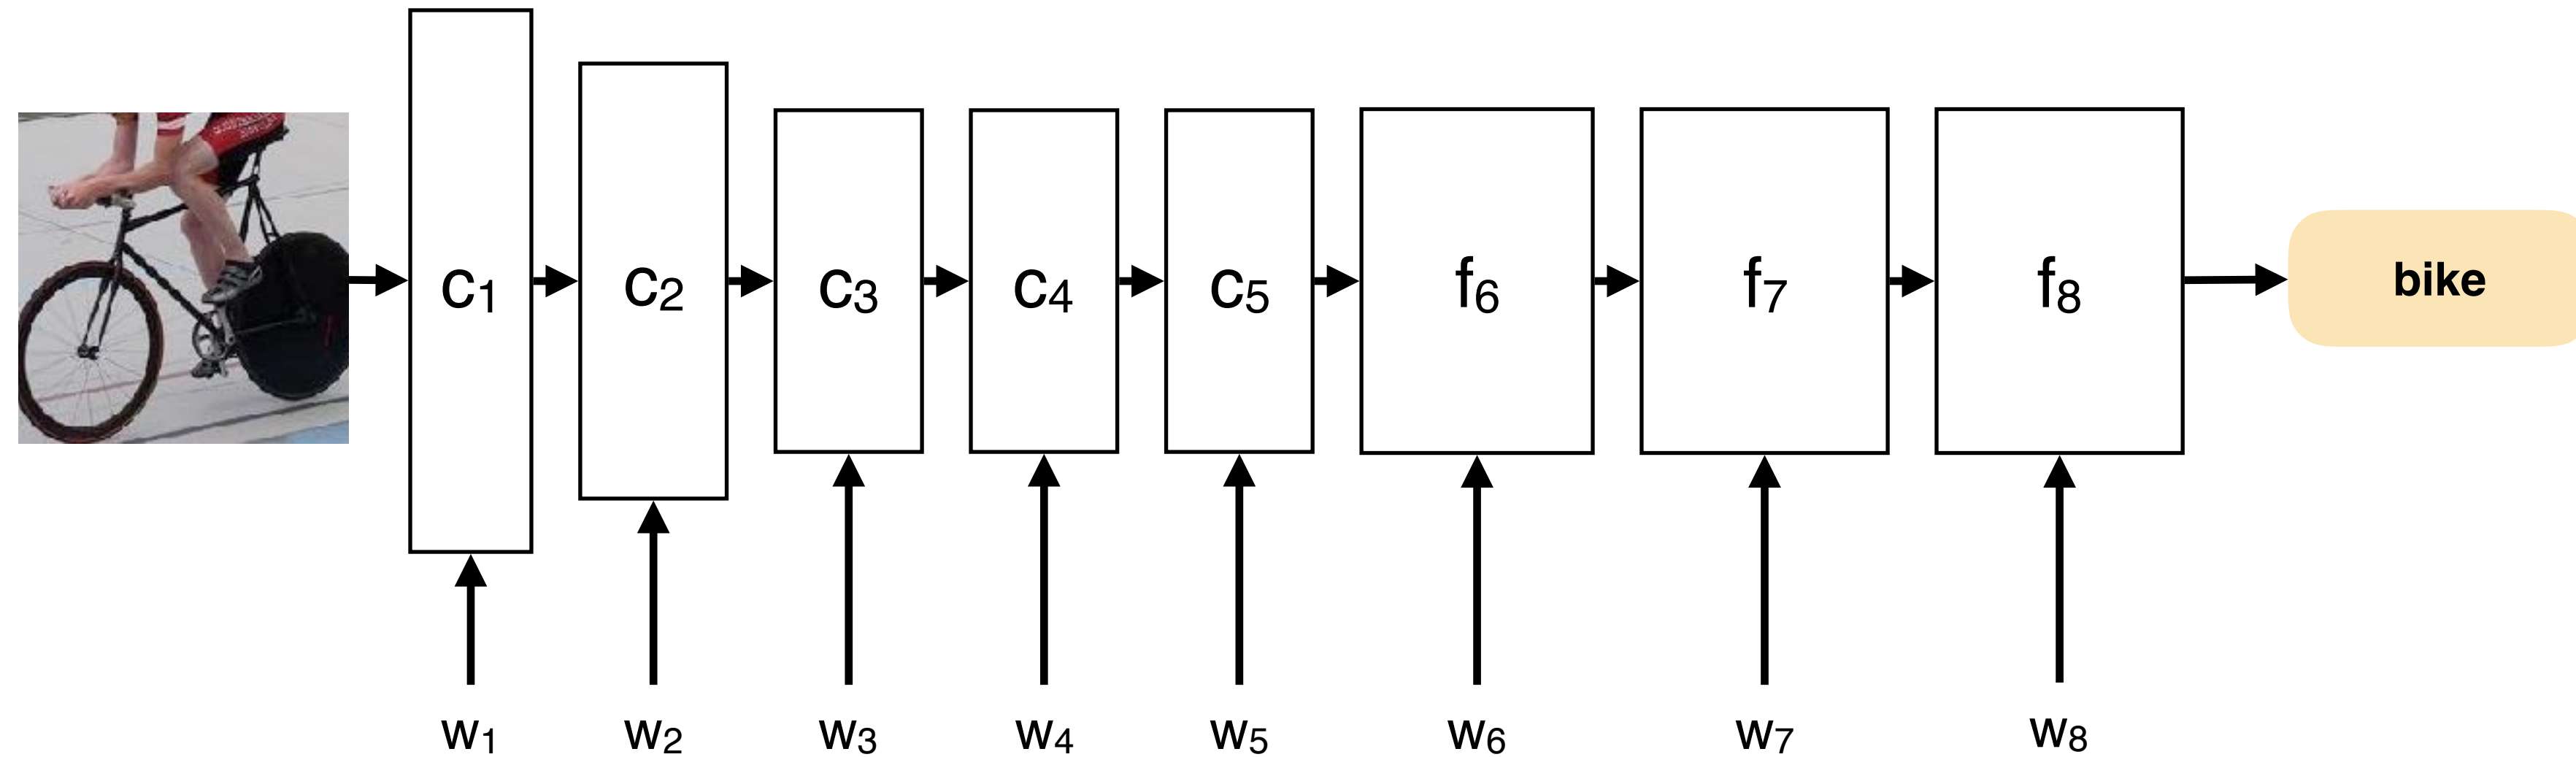 c₁ c₂ c₃ c₄ c₅ f₆ f₇ f₈ bike
w₁ w₂ w₃ w₄ w₅ w₆ w₇ w₈